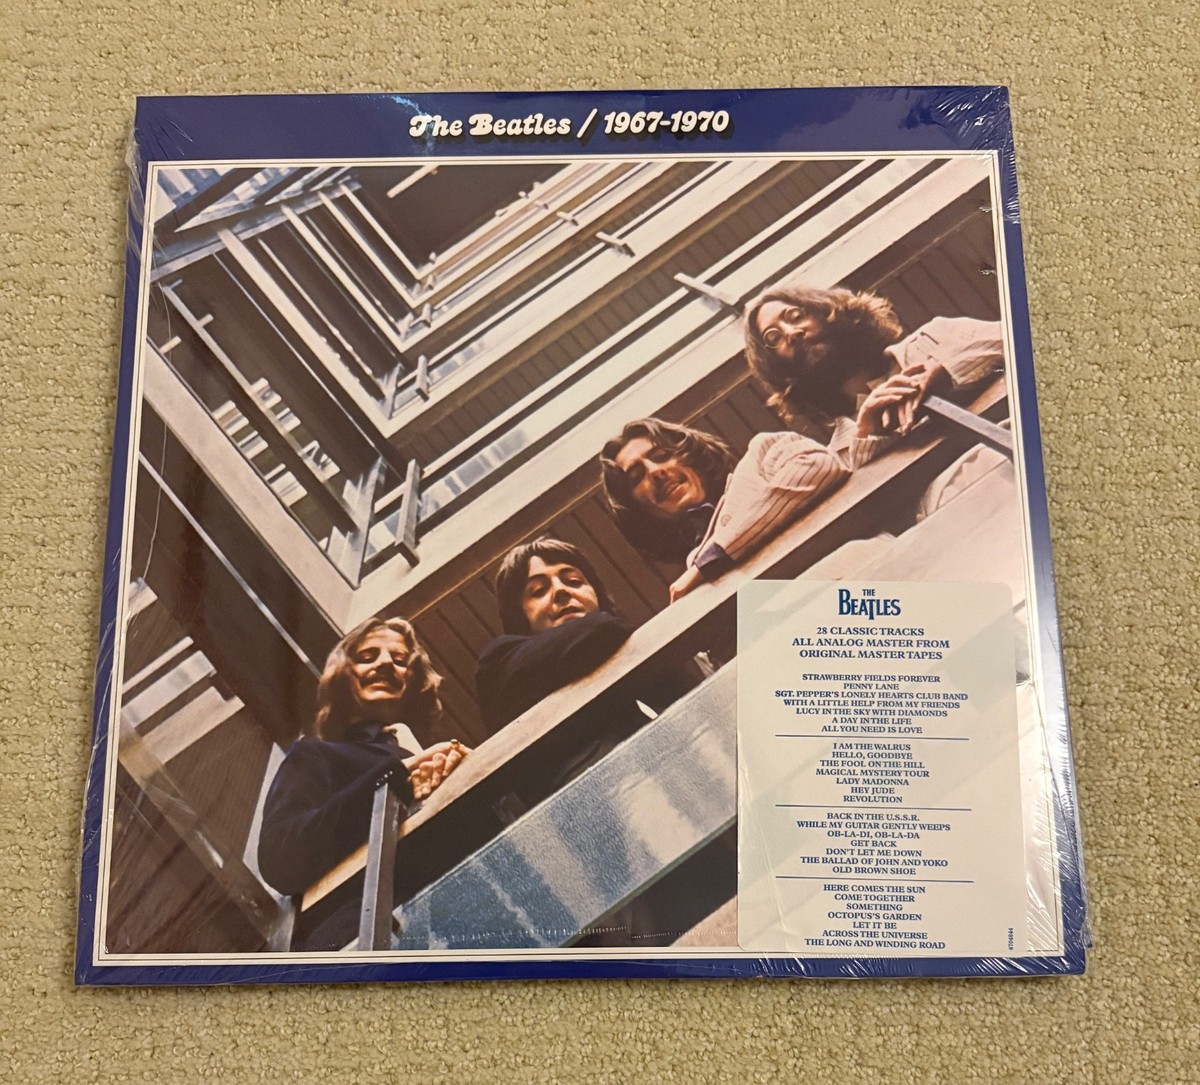 The Beatles / 1967-1970
THE
BEATLES
28 CLASSIC TRACKS
ALL ANALOG MASTER FROM
ORIGINAL MASTER TAPES
STRAWBERRY FIELDS FOREVER
PENNY LANE
SGT. PEPPER'S LONELY HEARTS CLUB BAND
WITH A LITTLE HELP FROM MY FRIENDS
LUCY IN THE SKY WITH DIAMONDS
A DAY IN THE LIFE
ALL YOU NEED IS LOVE
I AM THE WALRUS
HELLO, GOODBYE
THE FOOL ON THE HILL
MAGICAL MYSTERY TOUR
LADY MADONNA
HEY JUDE
REVOLUTION
BACK IN THE U.S.S.R.
WHILE MY GUITAR GENTLY WEEPS
OB-LA-DI, OB-LA-DA
GET BACK
DON'T LET ME DOWN
THE BALLAD OF JOHN AND YOKO
OLD BROWN SHOE
HERE COMES THE SUN
COME TOGETHER
SOMETHING
OCTOPUS'S GARDEN
LET IT BE
ACROSS THE UNIVERSE
THE LONG AND WINDING ROAD